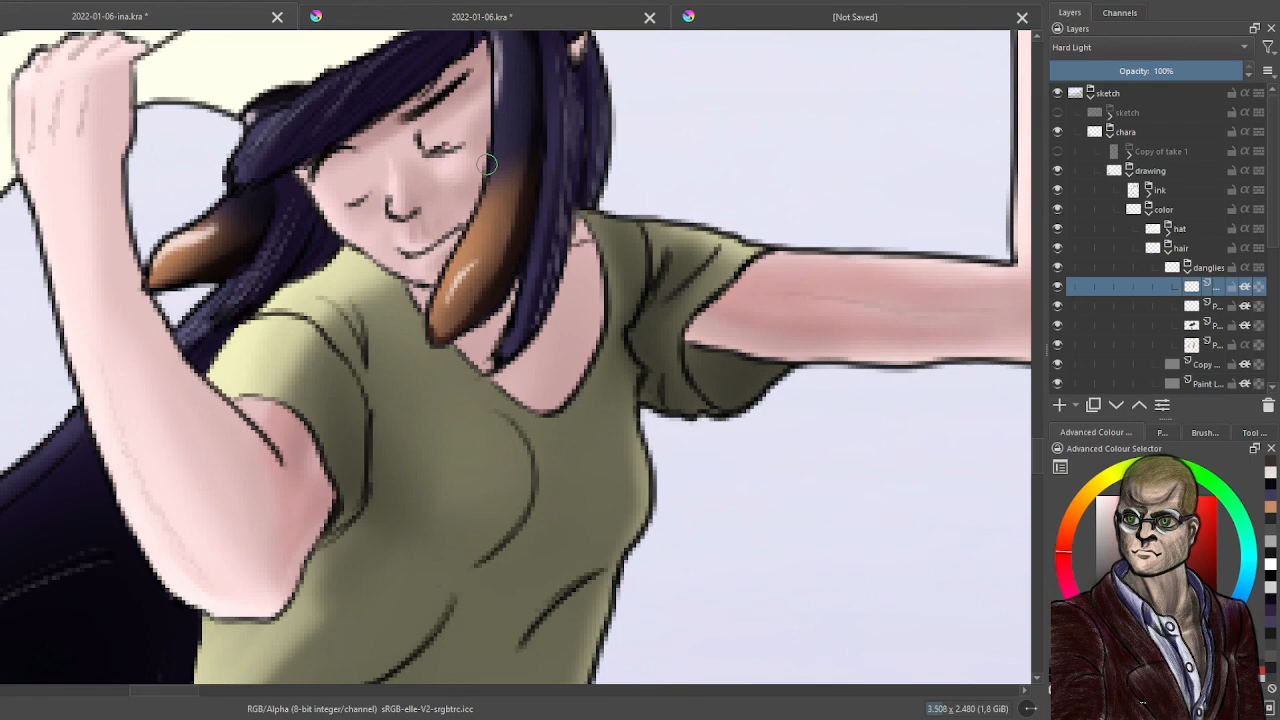 2022-01-06-ina.kra *
2022-01-06.kra *
[Not Saved]
Layers
Channels
Layers
Hard Light
Opacity: 100%
sketch
sketch
chara
Copy of take 1
drawing
ink
color
hat
hair
danglies
...
P...
P...
P...
Copy ...
Paint L...
Advanced Colour ...
P...
Brush...
Tool ...
Advanced Colour Selector
RGB/Alpha (8-bit integer/channel) sRGB-elle-V2-srgbtrc.icc
3.508 x 2.480 (1,8 GiB)